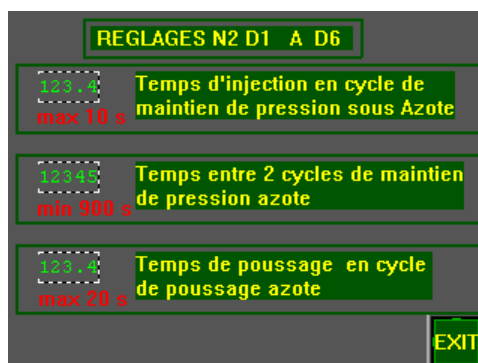 REGLAGES N2 D1 A D6
123.4 Temps d'injection en cycle de
max 10 s maintien de pression sous Azote
12345 Temps entre 2 cycles de maintien
min 900 s de pression azote
123.4 Temps de poussage en cycle
max 20 s de poussage azote
EXIT